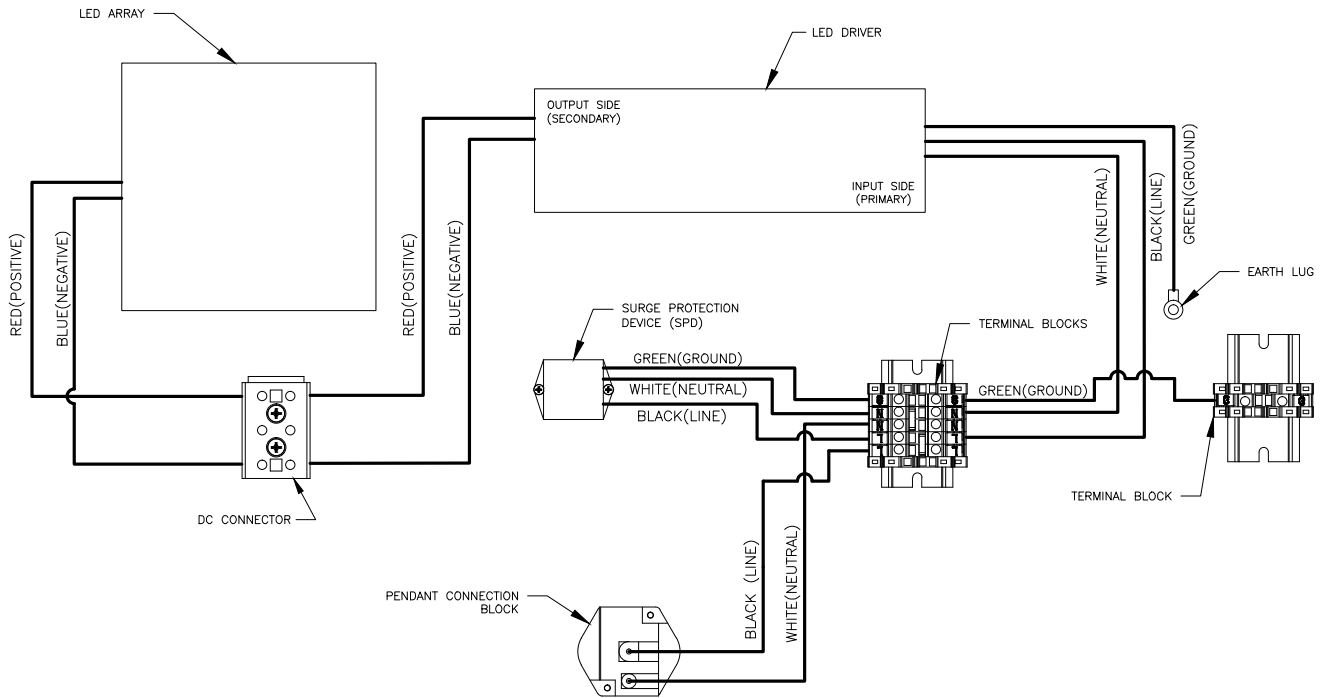 LED ARRAY
LED DRIVER
OUTPUT SIDE
(SECONDARY)
INPUT SIDE
(PRIMARY)
RED(POSITIVE)
BLUE(NEGATIVE)
RED(POSITIVE)
BLUE(NEGATIVE)
WHITE(NEUTRAL)
BLACK(LINE)
GREEN(GROUND)
EARTH LUG
SURGE PROTECTION
DEVICE (SPD)
TERMINAL BLOCKS
GREEN(GROUND)
WHITE(NEUTRAL)
BLACK(LINE)
GREEN(GROUND)
G G
N N
N N
L L
L L
G G
TERMINAL BLOCK
DC CONNECTOR
BLACK (LINE)
WHITE(NEUTRAL)
PENDANT CONNECTION
BLOCK